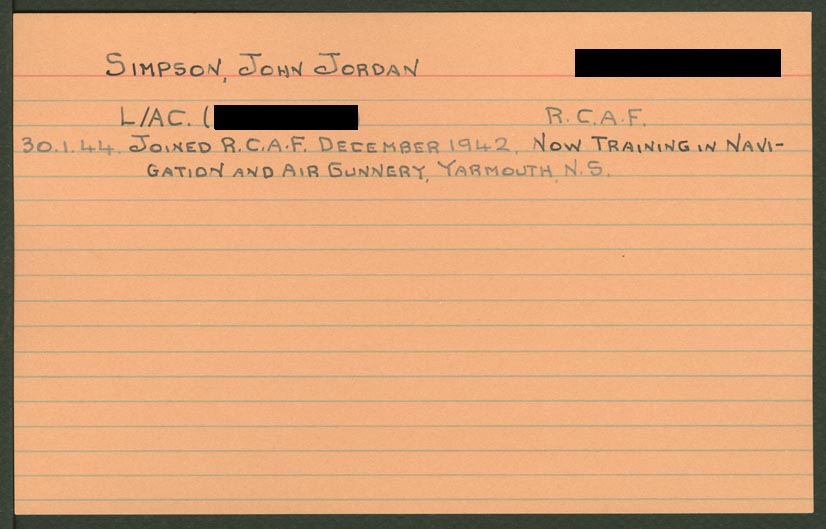 SIMPSON, JOHN JORDAN
L/AC. ( R.C.A.F.
30.1.44. JOINED R.C.A.F. DECEMBER 1942. NOW TRAINING IN NAVI-
GATION AND AIR GUNNERY, YARMOUTH, N.S.